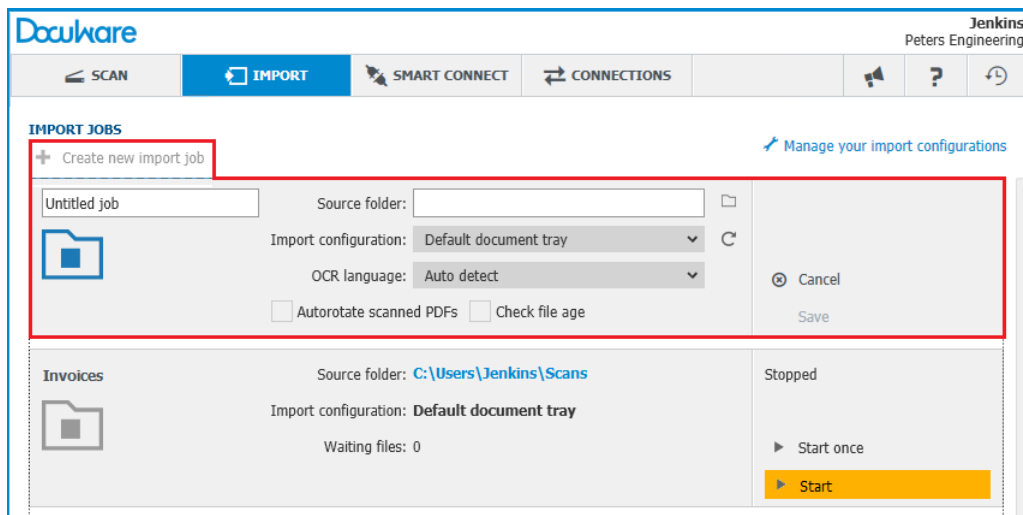 DocuWare
Jenkins
Peters Engineering
SCAN
IMPORT
SMART CONNECT
CONNECTIONS
?
IMPORT JOBS
Create new import job
Manage your import configurations
Untitled job
Source folder:
Import configuration: Default document tray
OCR language: Auto detect
Autorotate scanned PDFs
Check file age
Cancel
Save
Invoices
Source folder: C:\Users\Jenkins\Scans
Import configuration: Default document tray
Waiting files: 0
Stopped
Start once
Start